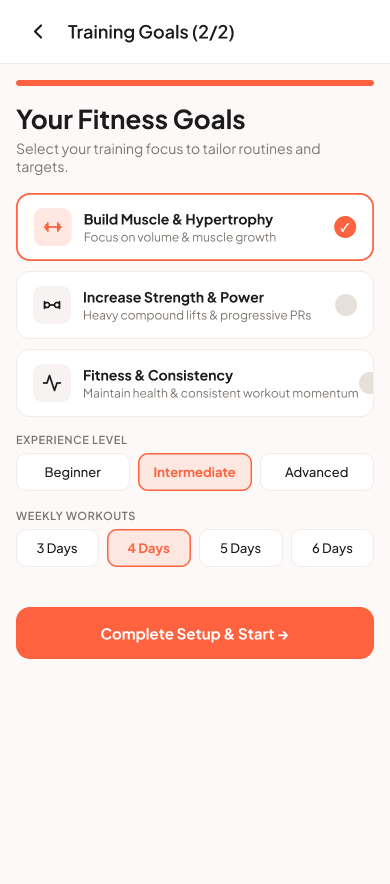 Training Goals (2/2)
Your Fitness Goals
Select your training focus to tailor routines and
targets.
Build Muscle & Hypertrophy
Focus on volume & muscle growth
✓
Increase Strength & Power
Heavy compound lifts & progressive PRs
Fitness & Consistency
Maintain health & consistent workout momentum
EXPERIENCE LEVEL
Beginner Intermediate Advanced
WEEKLY WORKOUTS
3 Days 4 Days 5 Days 6 Days
Complete Setup & Start →